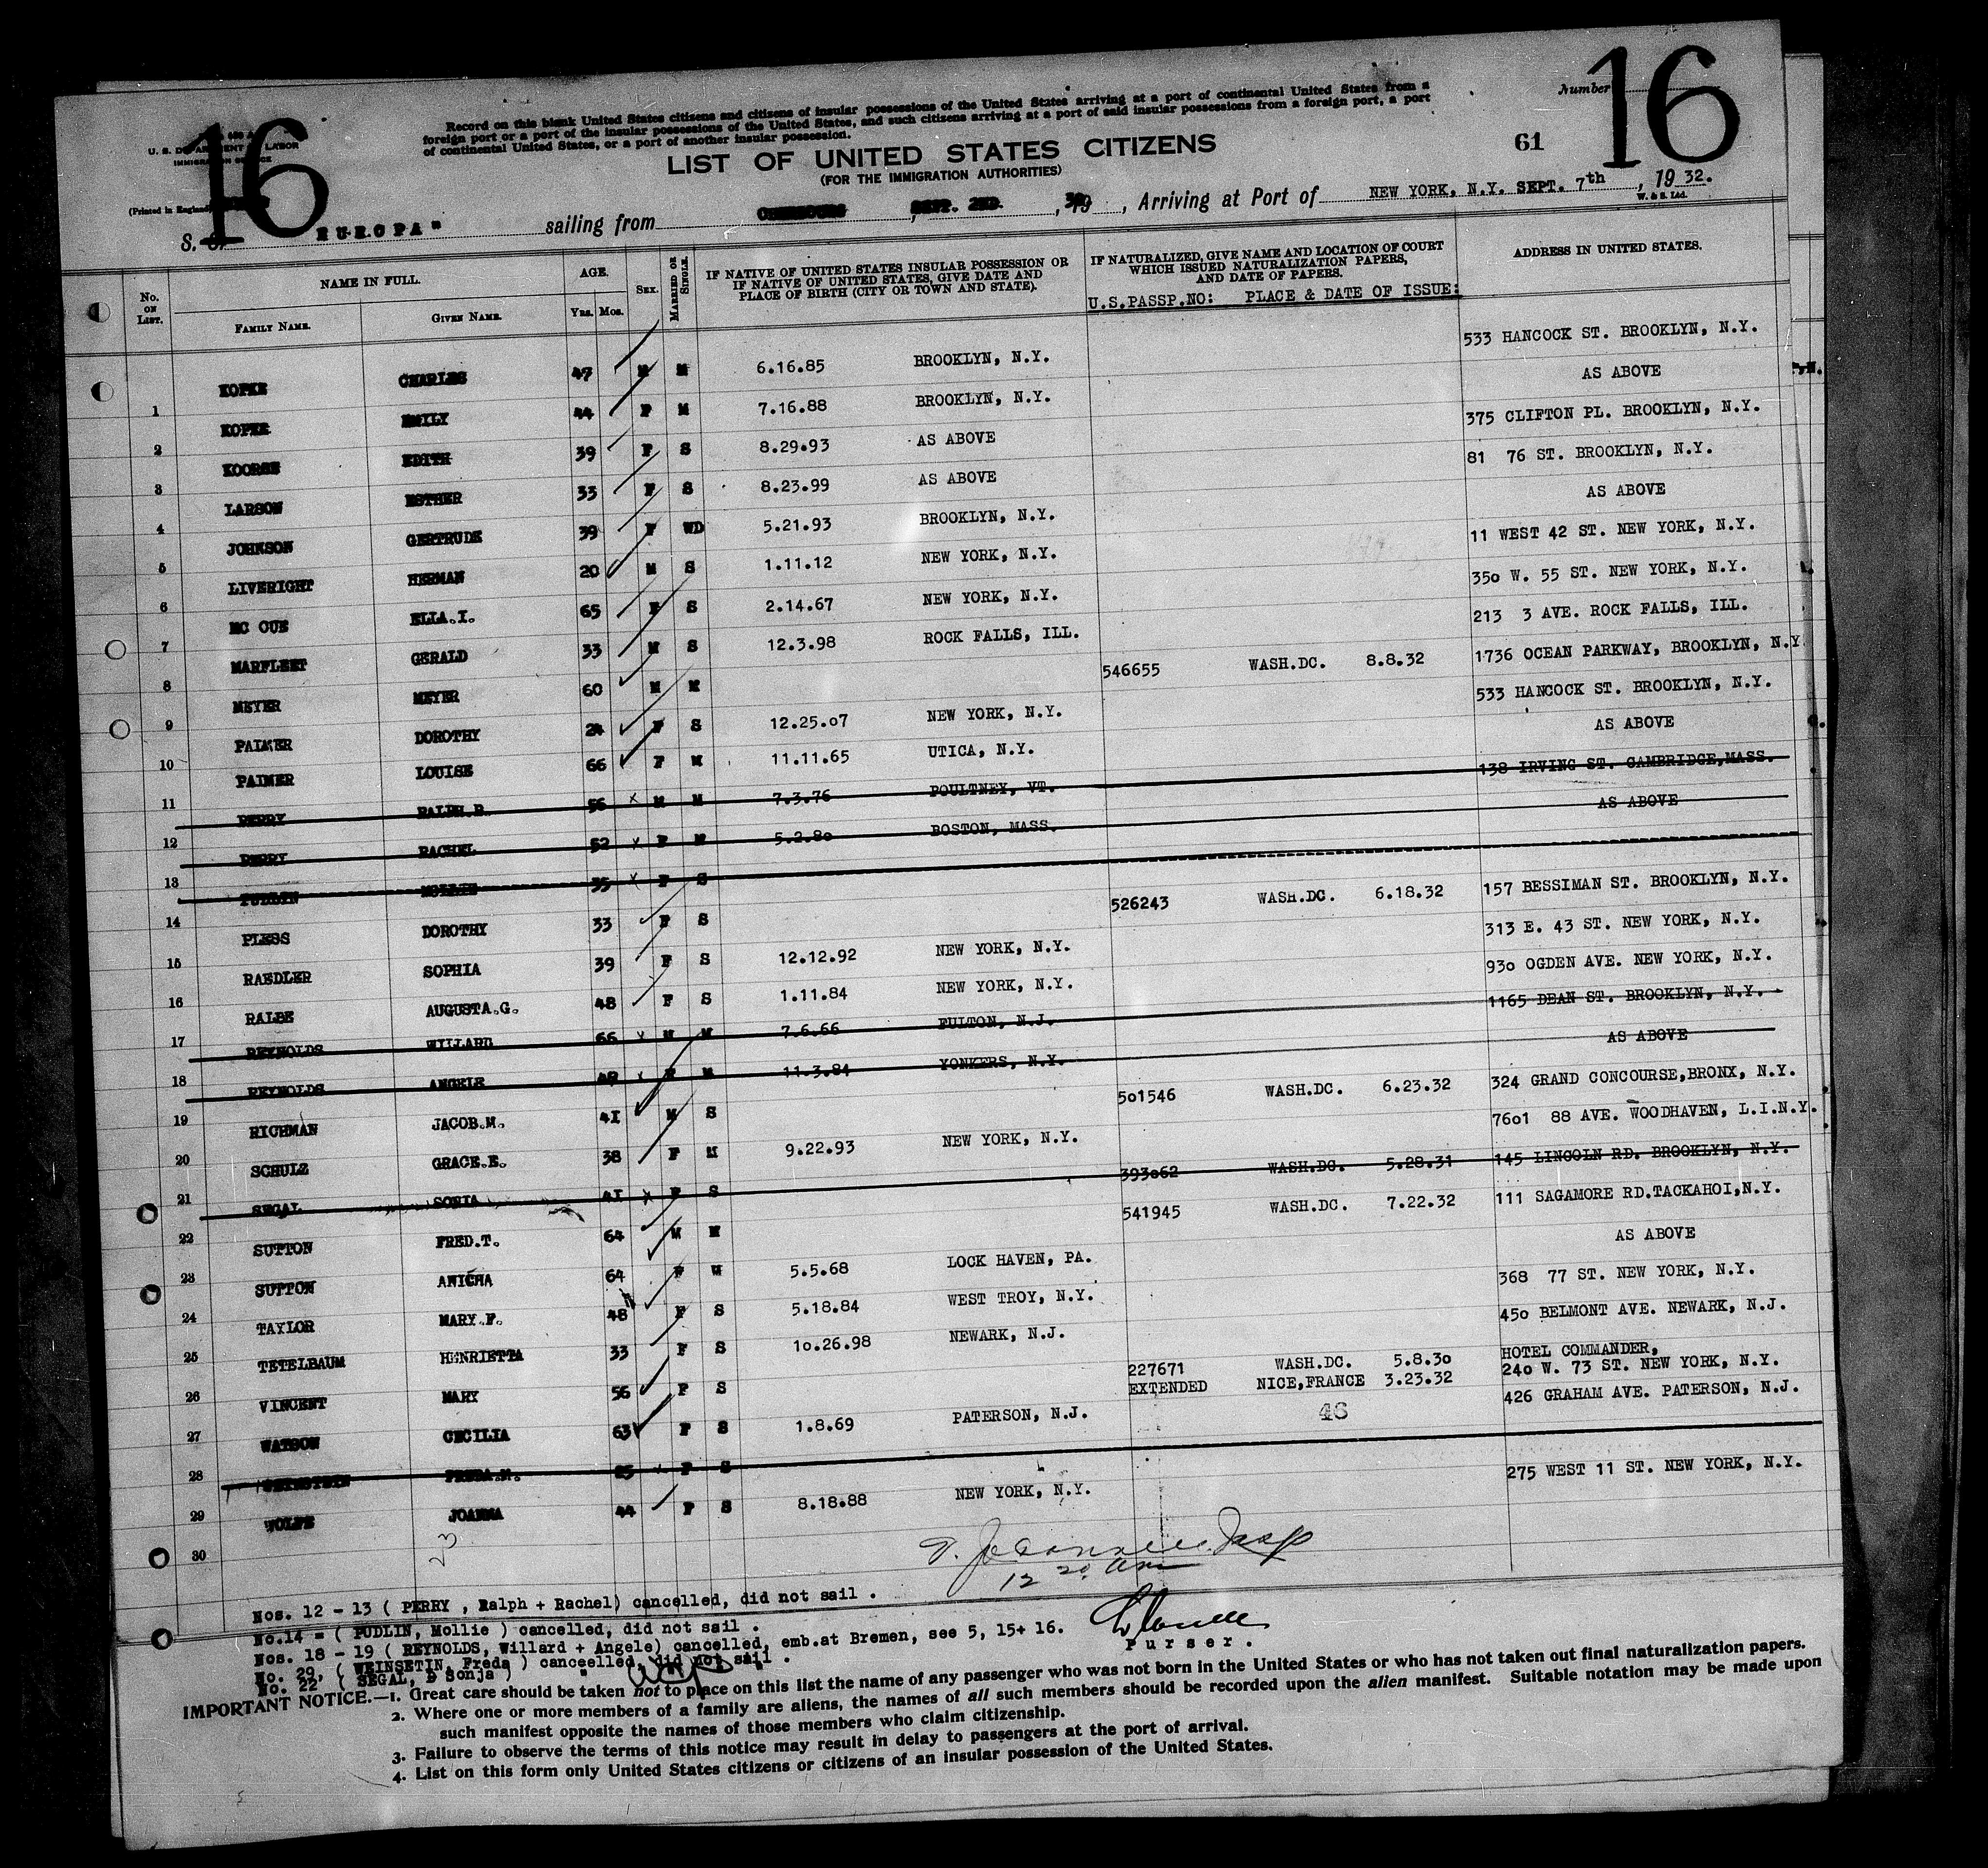 16
16
Number
61
U. S. DEPARTMENT OF LABOR
IMMIGRATION SERVICE
(Printed in England)
Record on this blank United States citizens and citizens of insular possessions of the United States arriving at a port of continental United States from a
foreign port or a port of the insular possessions of the United States, and such citizens arriving at a port of said insular possessions from a foreign port, a port
of continental United States, or a port of another insular possession.
LIST OF UNITED STATES CITIZENS
(FOR THE IMMIGRATION AUTHORITIES)
S. S. EUROPA" sailing from CHERBOURG, SEPT. 2ND., 19, Arriving at Port of NEW YORK, N.Y. SEPT. 7th, 1932.
W. & S. Ltd.
No. ON LIST. NAME IN FULL. AGE. SEX. MARRIED OR SINGLE. IF NATIVE OF UNITED STATES INSULAR POSSESSION OR IF NATIVE OF UNITED STATES, GIVE DATE AND PLACE OF BIRTH (CITY OR TOWN AND STATE). IF NATURALIZED, GIVE NAME AND LOCATION OF COURT WHICH ISSUED NATURALIZATION PAPERS, AND DATE OF PAPERS. ADDRESS IN UNITED STATES.
FAMILY NAME. GIVEN NAME. YRS. MOS. U.S.PASSP.NO: PLACE & DATE OF ISSUE:
1 KOPKE CHARLES 47 M M 6.16.85 BROOKLYN, N.Y. 533 HANCOCK ST. BROOKLYN, N.Y.
2 KOPKE EMILY 44 F M 7.16.88 BROOKLYN, N.Y. AS ABOVE
3 KOORSE EDITH 39 F S 8.29.93 AS ABOVE 375 CLIFTON PL. BROOKLYN, N.Y.
4 LARSON ESTHER 33 F S 8.23.99 AS ABOVE 81 76 ST. BROOKLYN, N.Y.
5 JOHNSON GERTRUDE 39 F WD 5.21.93 BROOKLYN, N.Y. AS ABOVE
6 LIVERIGHT HERMAN 20 M S 1.11.12 NEW YORK, N.Y. 11 WEST 42 ST. NEW YORK, N.Y.
7 MC CUE ELLA.I. 65 F S 2.14.67 NEW YORK, N.Y. 350 W. 55 ST. NEW YORK, N.Y.
8 MARFLEET GERALD 33 M S 12.3.98 ROCK FALLS, ILL. 213 3 AVE. ROCK FALLS, ILL.
9 MEYER MEYER 60 M M 546655 WASH.DC. 8.8.32 1736 OCEAN PARKWAY, BROOKLYN, N.Y.
10 PALMER DOROTHY 24 F S 12.25.07 NEW YORK, N.Y. 533 HANCOCK ST. BROOKLYN, N.Y.
11 PALMER LOUISE 66 F M 11.11.65 UTICA, N.Y. AS ABOVE
12 PERRY RALPH.B. 56 M M 7.3.76 POULTNEY, VT. 138 IRVING ST. CAMBRIDGE,MASS.
13 PERRY RACHEL 52 F M 5.2.80 BOSTON, MASS. AS ABOVE
14 PUDLIN MOLLIE 35 F S
15 PLESS DOROTHY 33 F S 526243 WASH.DC. 6.18.32 157 BESSIMAN ST. BROOKLYN, N.Y.
16 RAEDLER SOPHIA 39 F S 12.12.92 NEW YORK, N.Y. 313 E. 43 ST. NEW YORK, N.Y.
17 RALBE AUGUSTA.G. 48 F S 1.11.84 NEW YORK, N.Y. 930 OGDEN AVE. NEW YORK, N.Y.
18 REYNOLDS WILLARD 66 M M 7.6.66 FULTON, N.J. 1165 DEAN ST. BROOKLYN, N.Y.
19 REYNOLDS ANGELE 48 F M 11.3.84 YONKERS, N.Y. AS ABOVE
20 RICHMAN JACOB.M. 41 M S 501546 WASH.DC. 6.23.32 324 GRAND CONCOURSE,BRONX, N.Y.
21 SCHULZ GRACE.E. 38 F M 9.22.93 NEW YORK, N.Y. 7601 88 AVE. WOODHAVEN, L.I.N.Y.
22 SEGAL SONIA 41 F S 393062 WASH.DC. 5.28.31 145 LINCOLN RD. BROOKLYN, N.Y.
23 SUTTON FRED.T. 64 M M 541945 WASH.DC. 7.22.32 111 SAGAMORE RD.TACKAHOI,N.Y.
24 SUTTON ANICHA 64 F M 5.5.68 LOCK HAVEN, PA. AS ABOVE
25 TAYLOR MARY.F. 48 F S 5.18.84 WEST TROY, N.Y. 368 77 ST. NEW YORK, N.Y.
26 TETELBAUM HENRIETTA 33 F S 10.26.98 NEWARK, N.J. 450 BELMONT AVE. NEWARK, N.J.
27 VINCENT MARY 56 F S 227671 WASH.DC. 5.8.30 HOTEL COMMANDER,
EXTENDED NICE,FRANCE 3.23.32 240 W. 73 ST. NEW YORK, N.Y.
28 WATSON CECILIA 63 F S 1.8.69 PATERSON, N.J. 46 426 GRAHAM AVE. PATERSON, N.J.
29 WEINSTEIN FREDA.M. 25 F S
30 WOLFE JOANNA 44 F S 8.18.88 NEW YORK, N.Y. 275 WEST 11 ST. NEW YORK, N.Y.
23
12 20 am
Nos. 12 - 13 ( PERRY , Ralph + Rachel) cancelled, did not sail .
No.14 = ( PUDLIN, Mollie ) cancelled, did not sail .
Nos. 18 - 19 ( REYNOLDS, Willard + Angele) cancelled, emb.at Bremen, see 5, 15+ 16.
No. 29, ( WEINSETIN, Freda ) canceelled, did not sail .
No. 22, ( SEGAL, D Sonja ) "
Purser.
IMPORTANT NOTICE.—1. Great care should be taken not to place on this list the name of any passenger who was not born in the United States or who has not taken out final naturalization papers.
2. Where one or more members of a family are aliens, the names of all such members should be recorded upon the alien manifest. Suitable notation may be made upon
such manifest opposite the names of those members who claim citizenship.
3. Failure to observe the terms of this notice may result in delay to passengers at the port of arrival.
4. List on this form only United States citizens or citizens of an insular possession of the United States.